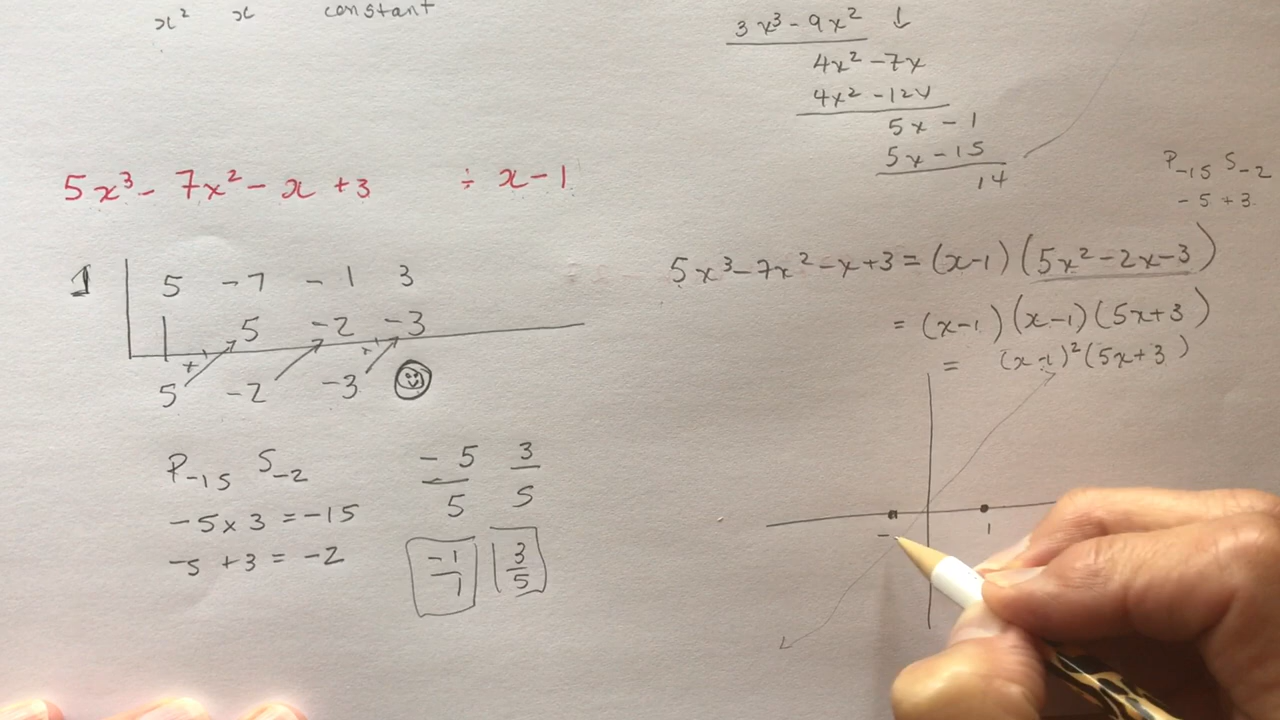 x² x constant
3x³ - 9x² ↓
4x² - 7x
4x² - 12x
5x - 1
5x - 15
14
5x³ - 7x² - x + 3 ÷ x - 1
1 | 5 - 7 - 1 3
5 - 2 - 3
5 - 2 - 3
P₋₁₅ S₋₂
- 5 x 3 = - 15
- 5 + 3 = - 2
- 5/5 3/5
- 1/1 3/5
P₋₁₅ S₋₂
- 5 + 3
5x³ - 7x² - x + 3 = (x-1) (5x² - 2x - 3)
= (x-1) (x-1) (5x+3)
= (x-1)² (5x+3)
- 1